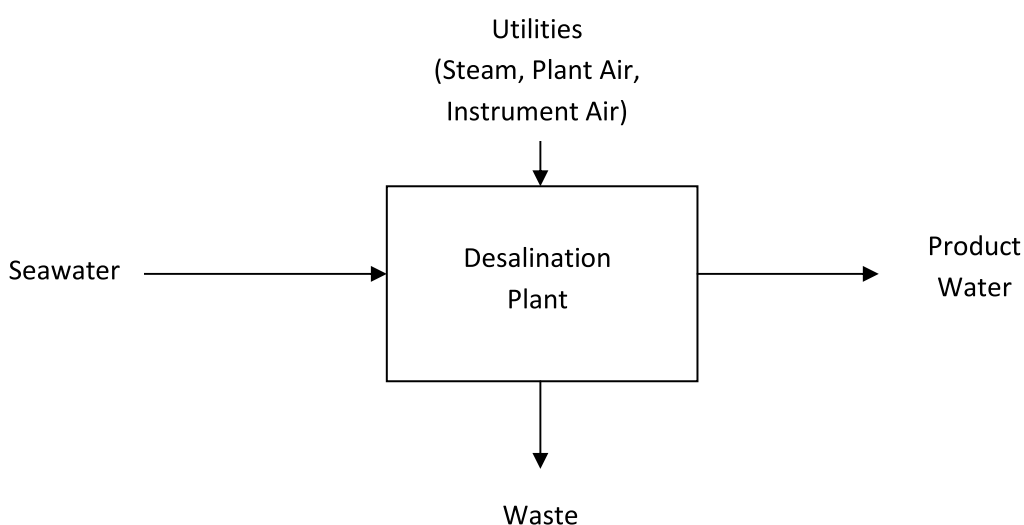 Utilities
(Steam, Plant Air,
Instrument Air)
Seawater
Desalination
Plant
Product
Water
Waste